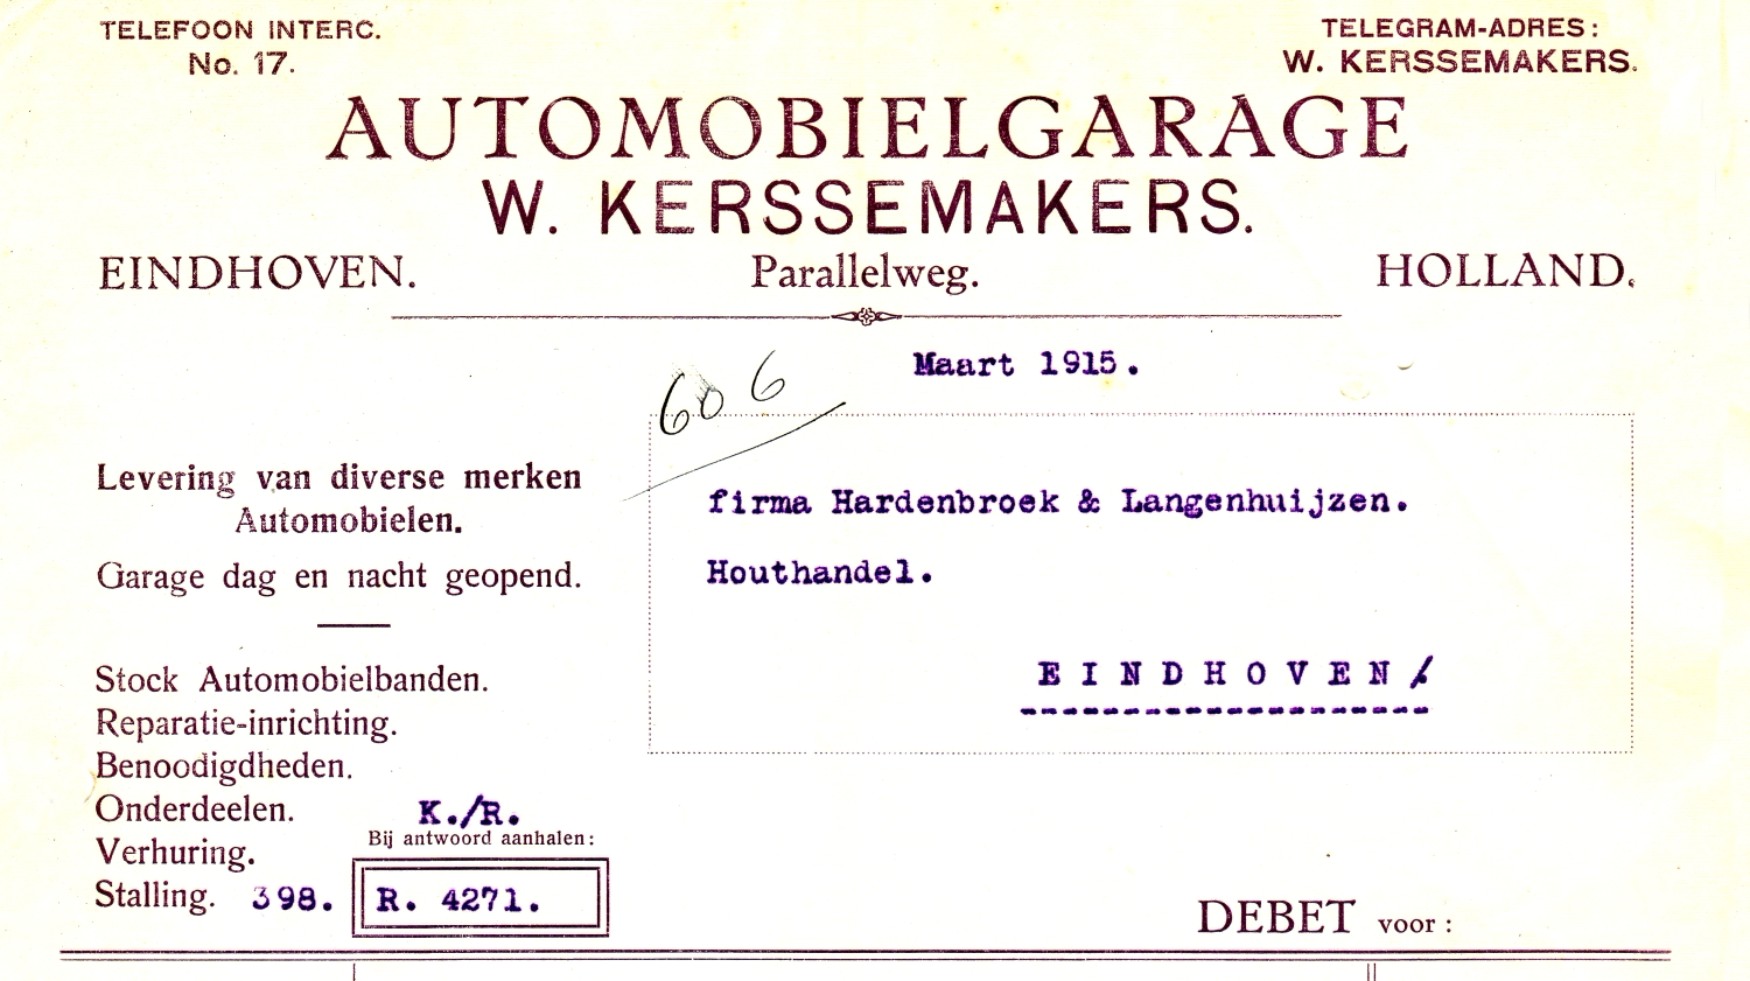 TELEFOON INTERC.
No. 17.
TELEGRAM-ADRES:
W. KERSSEMAKERS.
AUTOMOBIELGARAGE
W. KERSSEMAKERS.
EINDHOVEN. Parallelweg. HOLLAND.
Maart 1915.
606
Levering van diverse merken
Automobielen.
Garage dag en nacht geopend.
firma Hardenbroek & Langenhuijzen.
Houthandel.
EINDHOVEN/.
Stock Automobielbanden.
Reparatie-inrichting.
Benoodigdheden.
Onderdeelen.
Verhuring.
Stalling. 398.
K./R.
Bij antwoord aanhalen:
R. 4271.
DEBET voor: